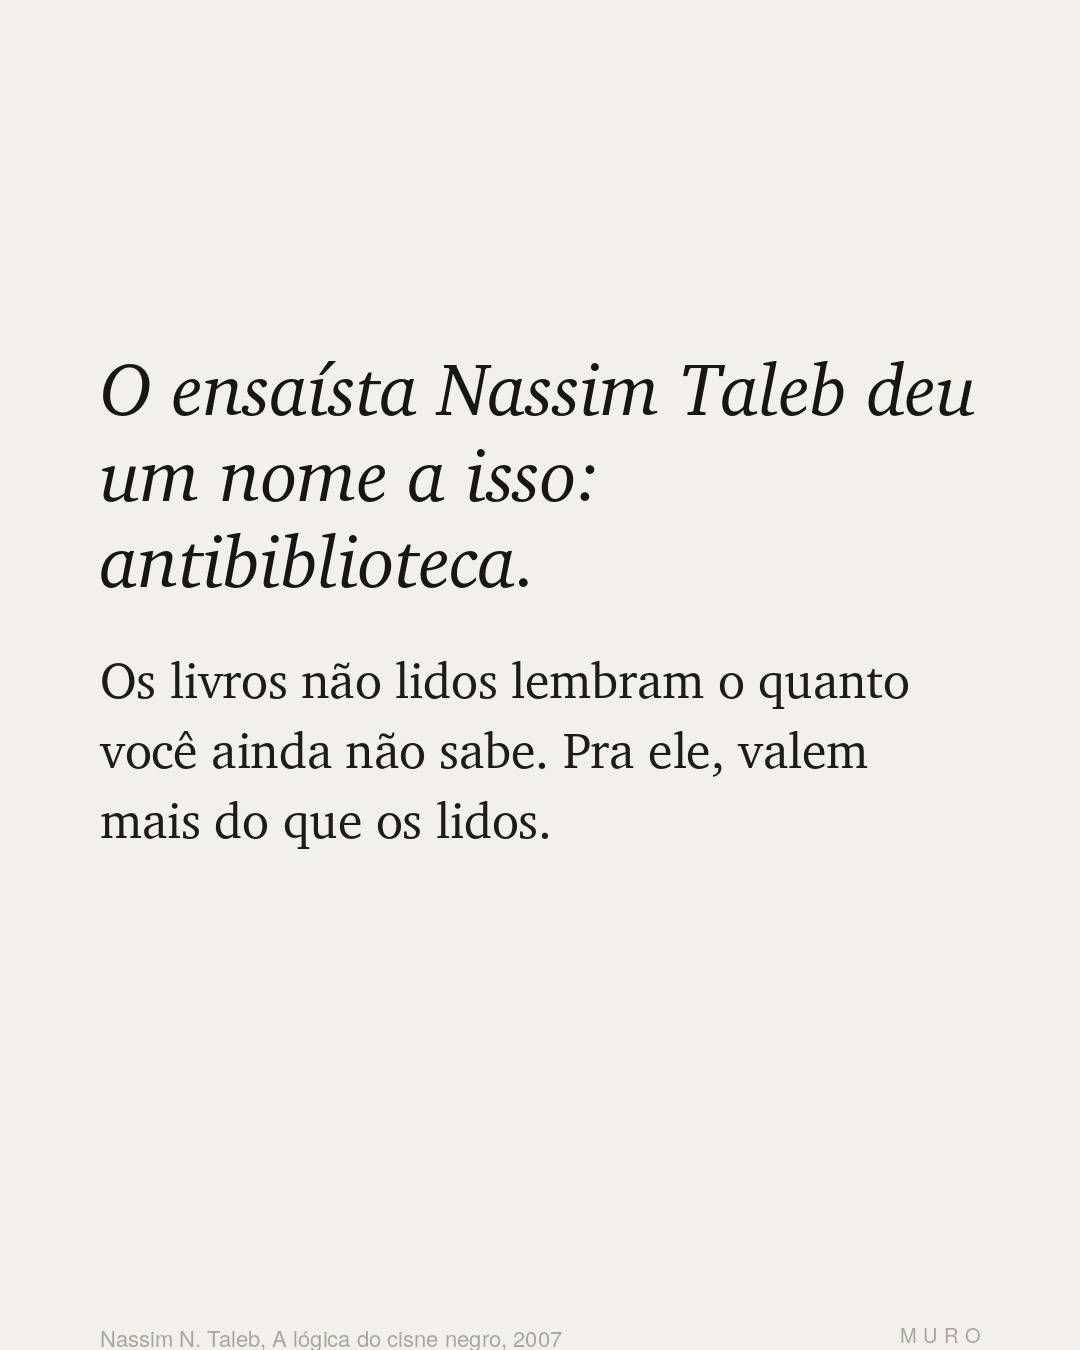 O ensaísta Nassim Taleb deu
um nome a isso:
antibiblioteca.
Os livros não lidos lembram o quanto
você ainda não sabe. Pra ele, valem
mais do que os lidos.
Nassim N. Taleb, A lógica do cisne negro, 2007
MURO